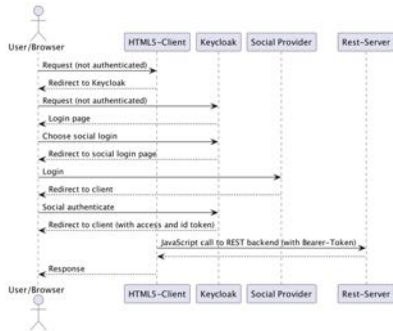 User/Browser HTML5-Client Keycloak Social Provider Rest-Server
Request (not authenticated)
Redirect to Keycloak
Request (not authenticated)
Login page
Choose social login
Redirect to social login page
Login
Redirect to client
Social authenticate
Redirect to client (with access and id token)
JavaScript call to REST backend (with Bearer-Token)
Response
User/Browser HTML5-Client Keycloak Social Provider Rest-Server